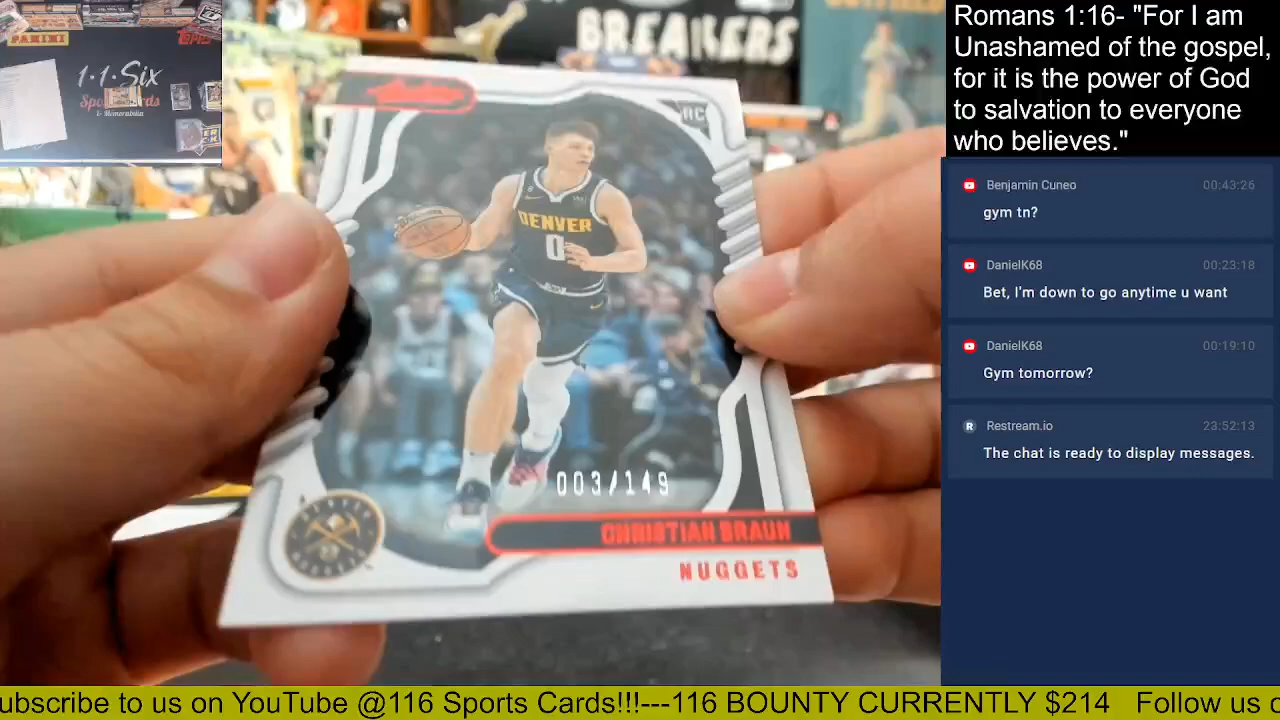 PANINI
TOPPS
1·1·Six
& Memorabilia
BREAKERS
Romans 1:16- "For I am
Unashamed of the gospel,
for it is the power of God
to salvation to everyone
who believes."
Benjamin Cuneo 00:43:26
gym tn?
DanielK68 00:23:18
Bet, I'm down to go anytime u want
DanielK68 00:19:10
Gym tomorrow?
R Restream.io 23:52:13
The chat is ready to display messages.
RC
DENVER
0
003/149
CHRISTIAN BRAUN
NUGGETS
ubscribe to us on YouTube @116 Sports Cards!!!---116 BOUNTY CURRENTLY $214 Follow us